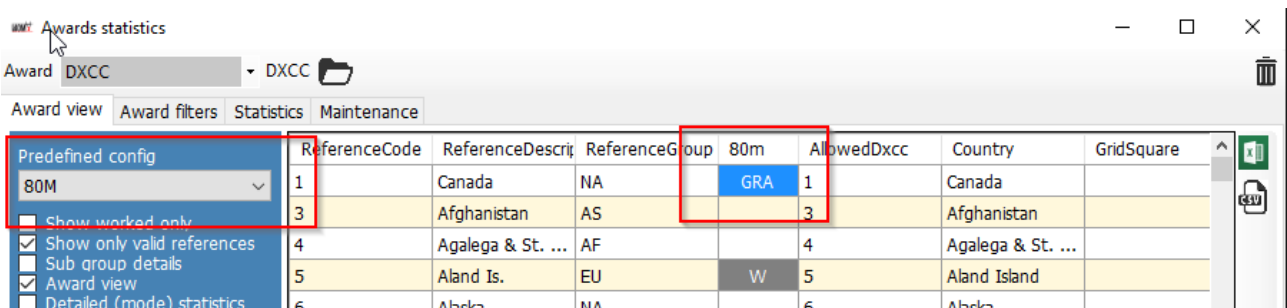 Awards statistics
Award DXCC DXCC
Award view Award filters Statistics Maintenance
Predefined config
80M
Show worked only
Show only valid references
Sub group details
Award view
Detailed (mode) statistics
ReferenceCode ReferenceDescrip ReferenceGroup 80m AllowedDxcc Country GridSquare
1 Canada NA GRA 1 Canada
3 Afghanistan AS 3 Afghanistan
4 Agalega & St. ... AF 4 Agalega & St. ...
5 Aland Is. EU W 5 Aland Island
6 Alaska NA 6 Alaska
CSV